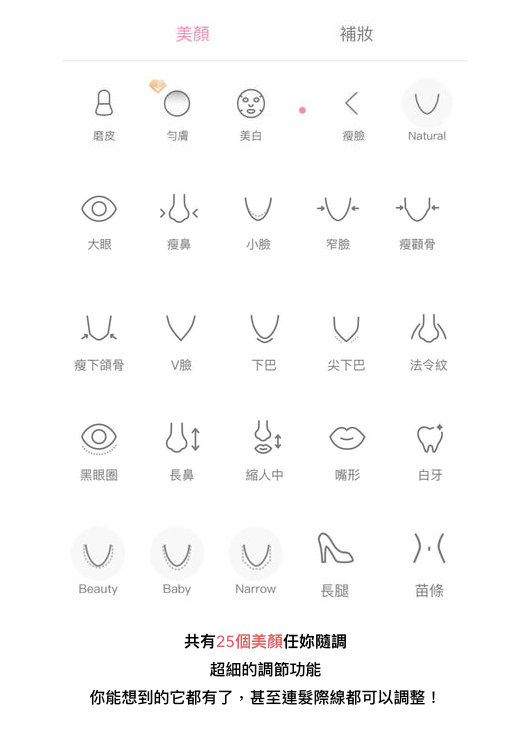 美顏 補妝
磨皮 勻膚 美白 瘦臉 Natural
大眼 瘦鼻 小臉 窄臉 瘦顴骨
瘦下頜骨 V臉 下巴 尖下巴 法令紋
黑眼圈 長鼻 縮人中 嘴形 白牙
Beauty Baby Narrow 長腿 苗條
共有25個美顏任妳隨調
超細的調節功能
你能想到的它都有了，甚至連髮際線都可以調整！